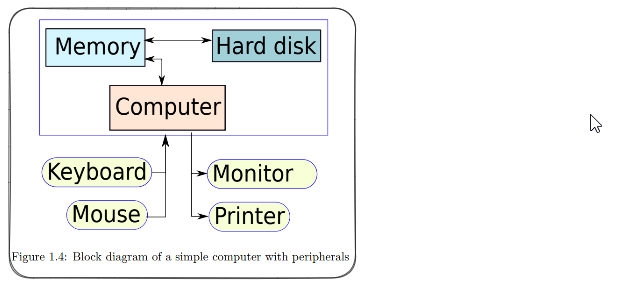 Memory
Hard disk
Computer
Keyboard
Monitor
Mouse
Printer
Figure 1.4: Block diagram of a simple computer with peripherals